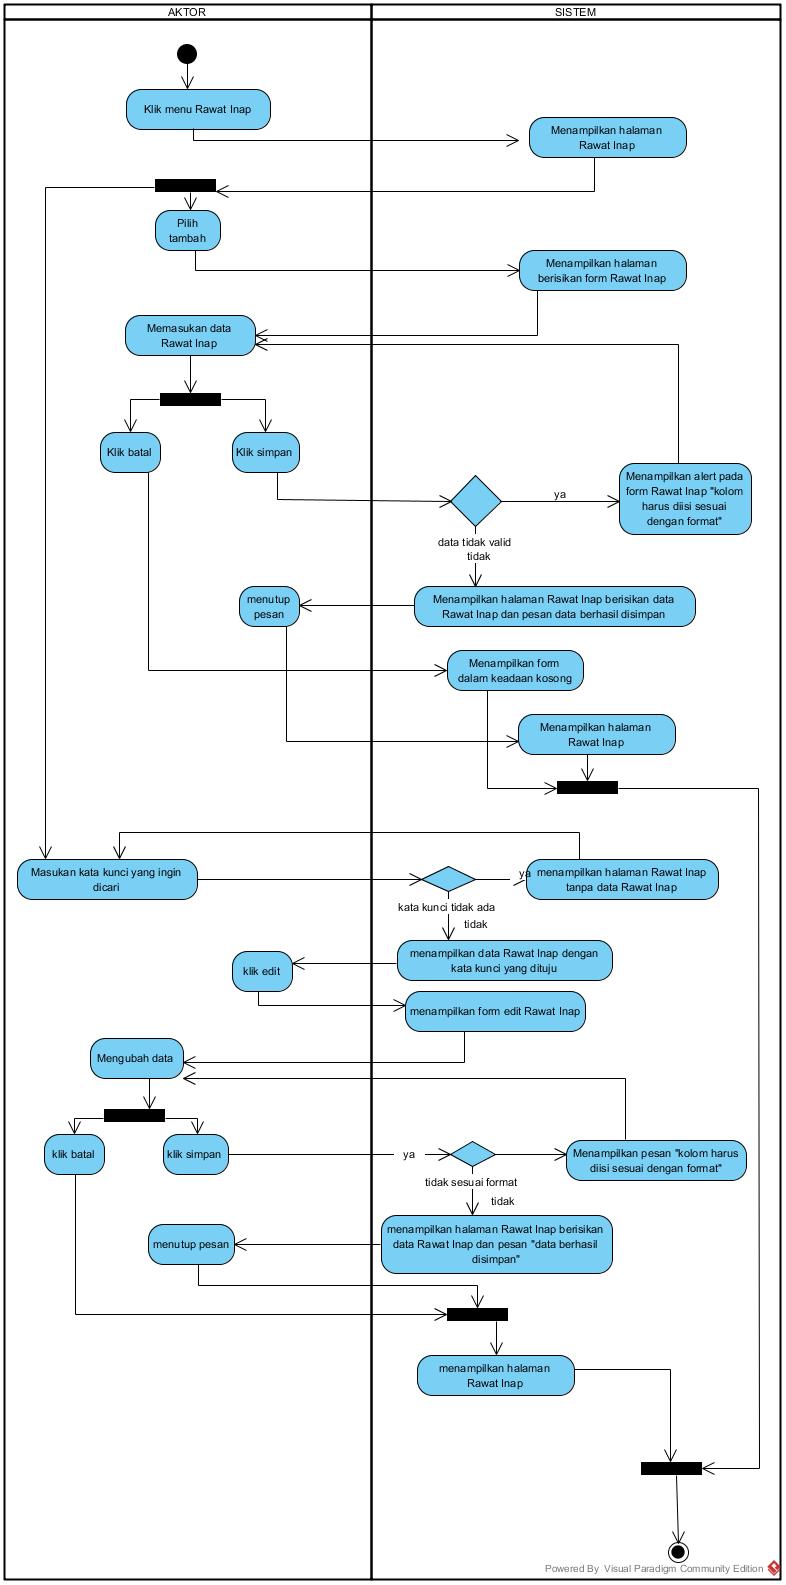 AKTOR
SISTEM
Klik menu Rawat Inap
Menampilkan halaman
Rawat Inap
Pilih
tambah
Menampilkan halaman
berisikan form Rawat Inap
Memasukan data
Rawat Inap
Klik batal
Klik simpan
ya
Menampilkan alert pada
form Rawat Inap "kolom
harus diisi sesuai
dengan format"
data tidak valid
tidak
menutup
pesan
Menampilkan halaman Rawat Inap berisikan data
Rawat Inap dan pesan data berhasil disimpan
Menampilkan form
dalam keadaan kosong
Menampilkan halaman
Rawat Inap
Masukan kata kunci yang ingin
dicari
ya
menampilkan halaman Rawat Inap
tanpa data Rawat Inap
kata kunci tidak ada
tidak
menampilkan data Rawat Inap dengan
kata kunci yang dituju
klik edit
menampilkan form edit Rawat Inap
Mengubah data
klik batal
klik simpan
ya
Menampilkan pesan "kolom harus
diisi sesuai dengan format"
tidak sesuai format
tidak
menampilkan halaman Rawat Inap berisikan
data Rawat Inap dan pesan "data berhasil
disimpan"
menutup pesan
menampilkan halaman
Rawat Inap
Powered By Visual Paradigm Community Edition